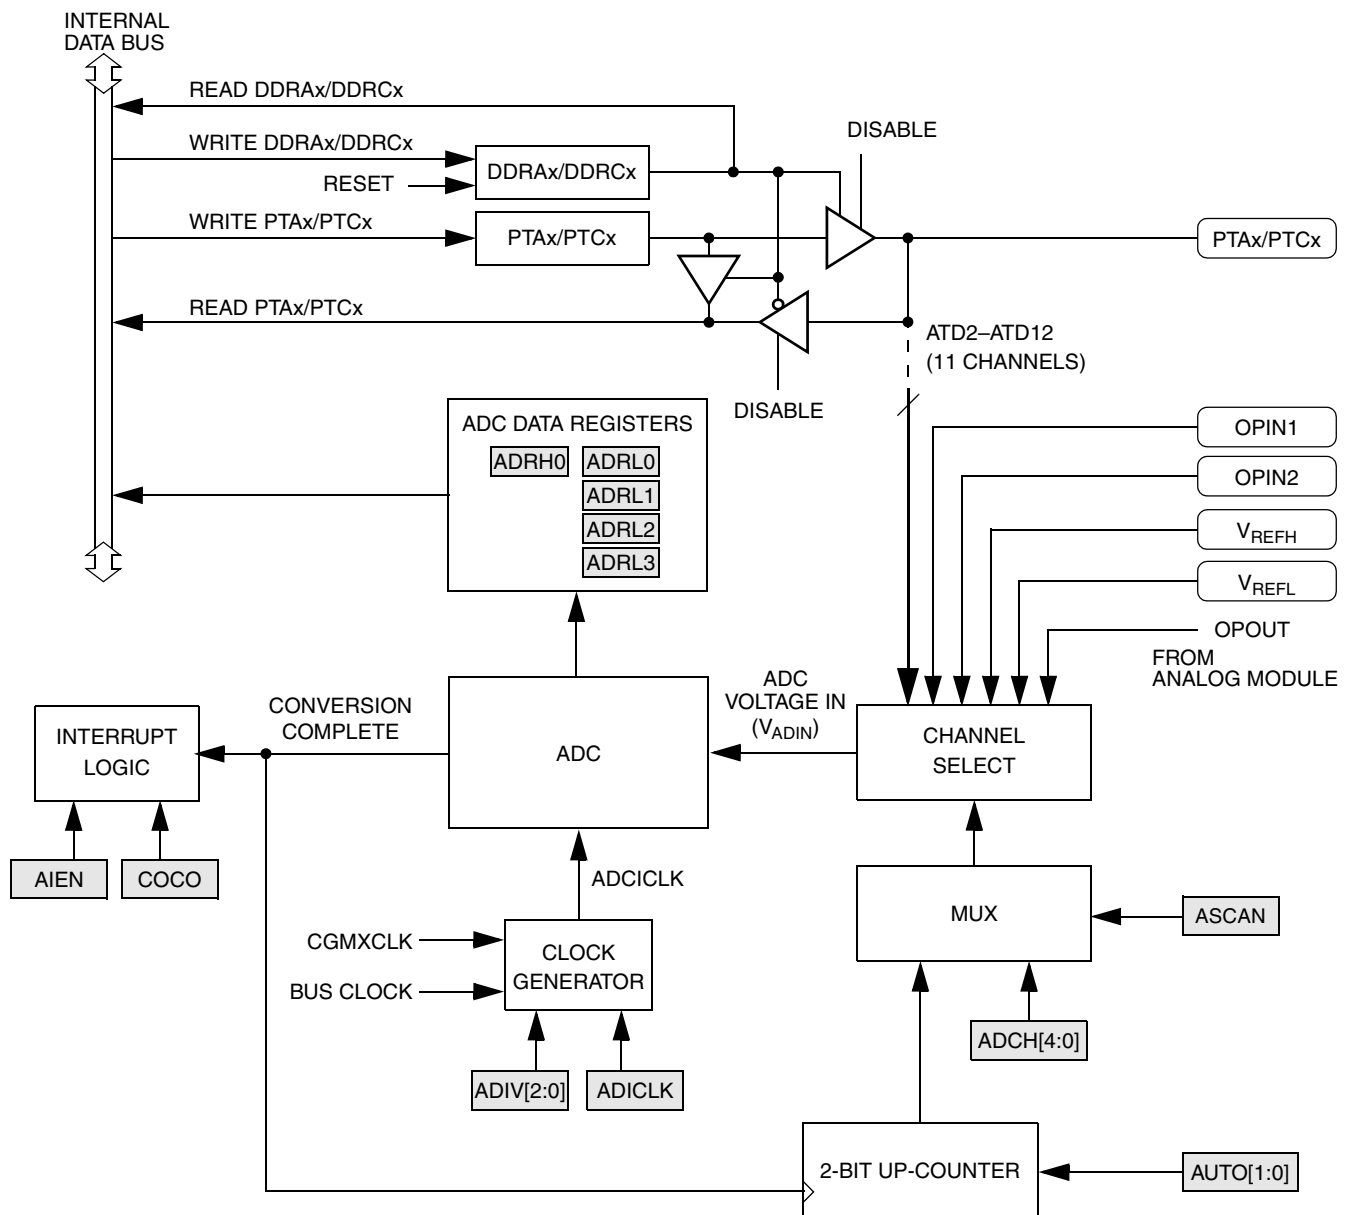 INTERNAL
DATA BUS
READ DDRAx/DDRCx
WRITE DDRAx/DDRCx
RESET
DDRAx/DDRCx
DISABLE
WRITE PTAx/PTCx
PTAx/PTCx
PTAx/PTCx
READ PTAx/PTCx
ATD2–ATD12
(11 CHANNELS)
DISABLE
ADC DATA REGISTERS
ADRH0 ADRL0
ADRL1
ADRL2
ADRL3
OPIN1
OPIN2
VREFH
VREFL
OPOUT
FROM
ANALOG MODULE
INTERRUPT
LOGIC
CONVERSION
COMPLETE
ADC
ADC
VOLTAGE IN
(VADIN)
CHANNEL
SELECT
AIEN
COCO
ADCICLK
MUX
ASCAN
CGMXCLK
BUS CLOCK
CLOCK
GENERATOR
ADCH[4:0]
ADIV[2:0]
ADICLK
2-BIT UP-COUNTER
AUTO[1:0]